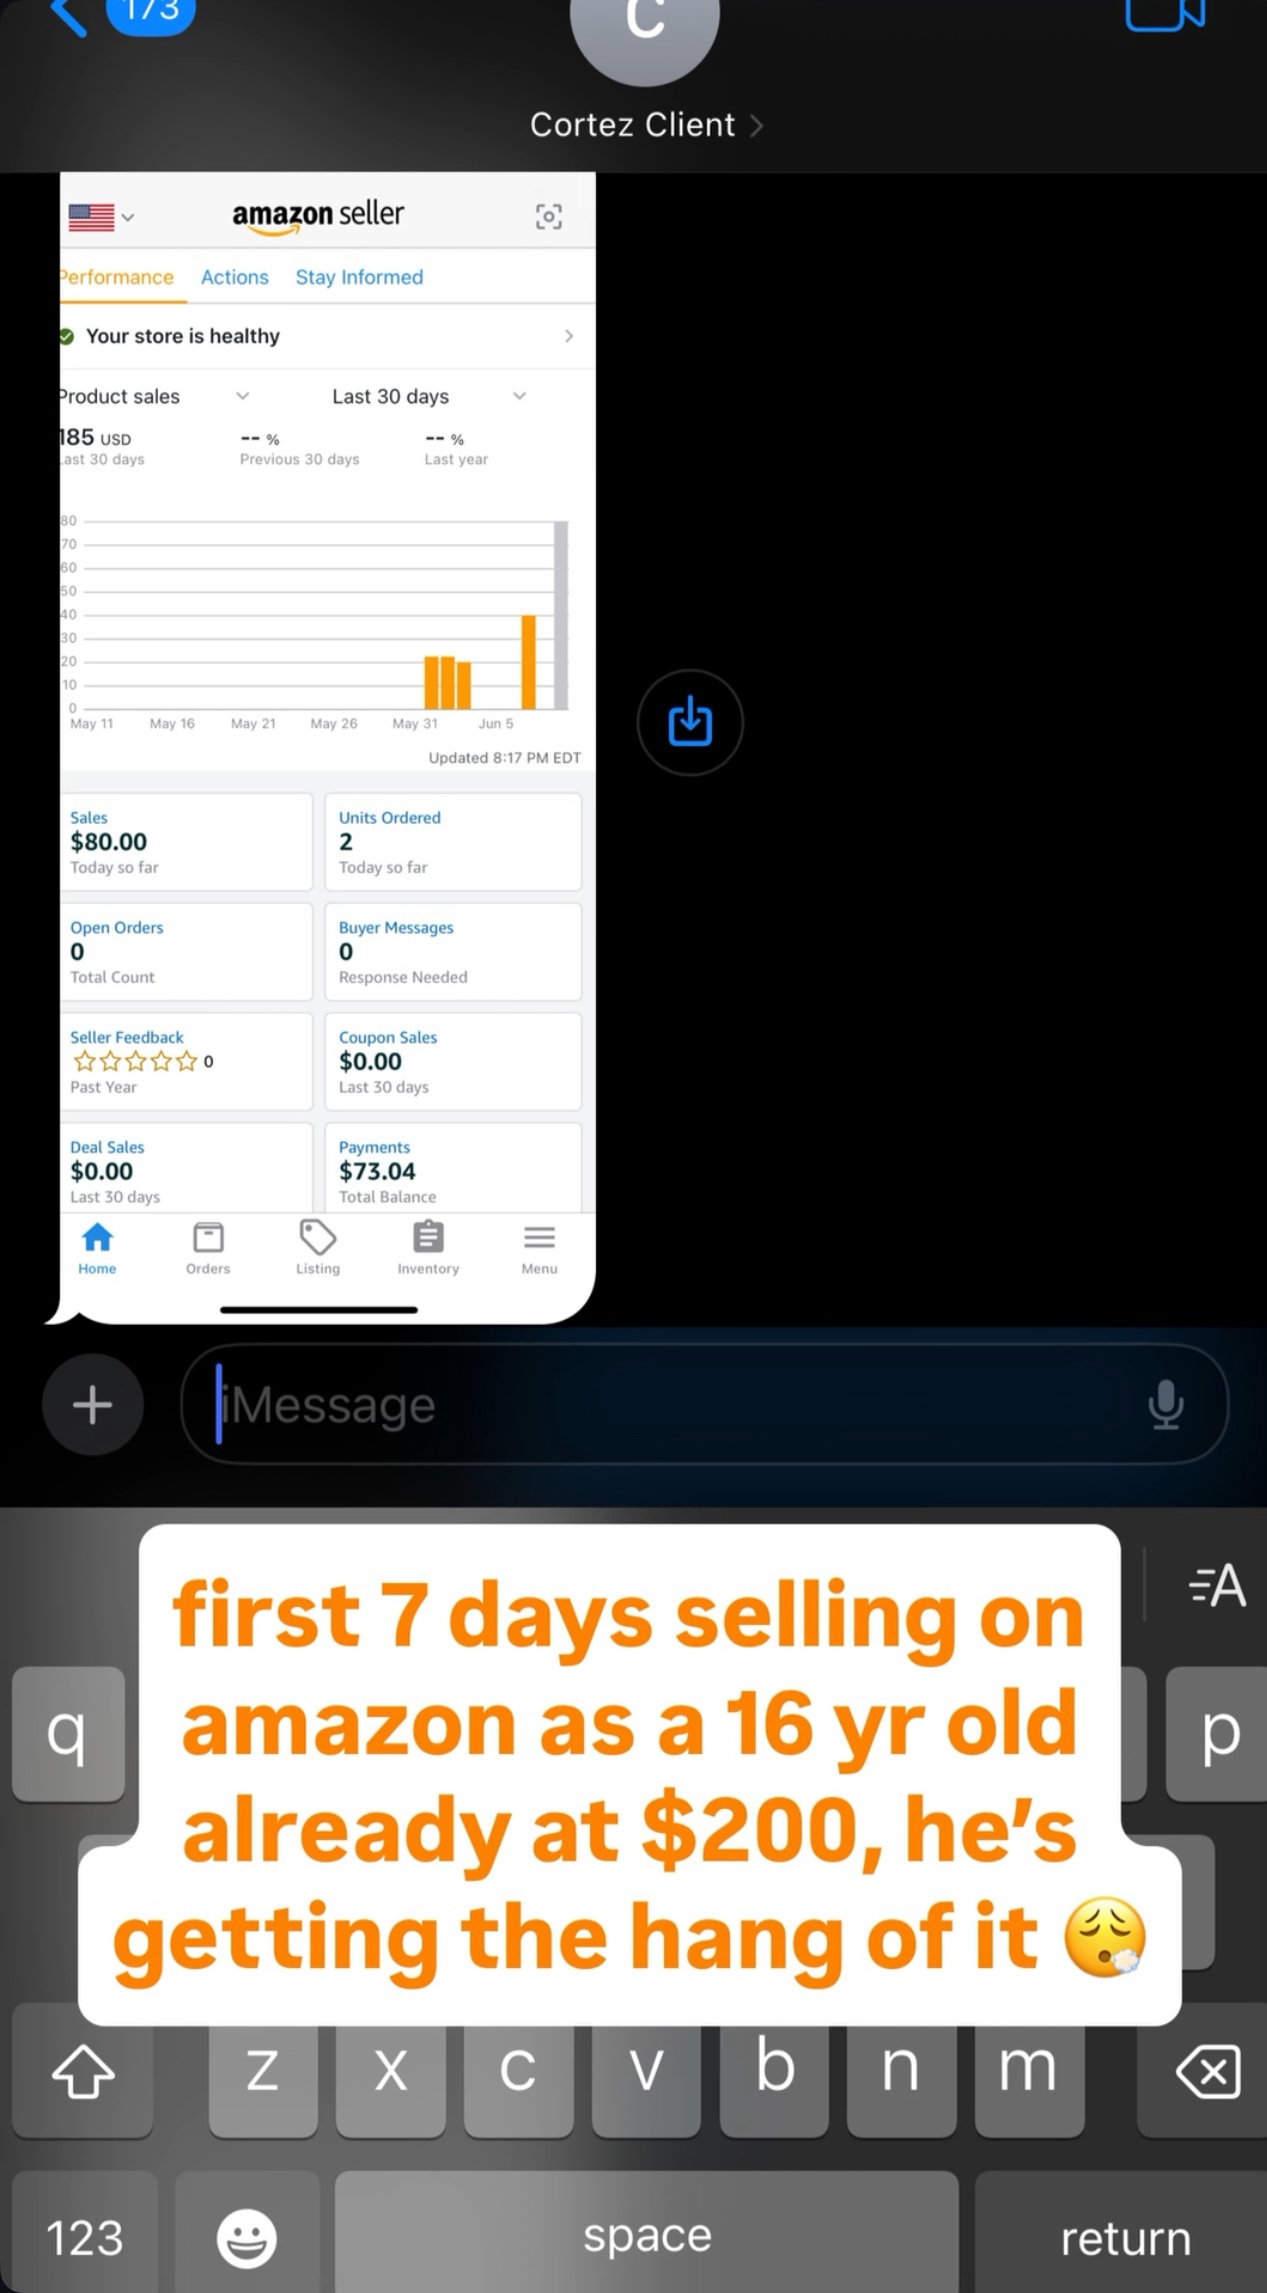 173
C
Cortez Client
amazon seller
Performance Actions Stay Informed
Your store is healthy
Product sales Last 30 days
185 USD -- % -- %
Last 30 days Previous 30 days Last year
80
70
60
50
40
30
20
10
0
May 11 May 16 May 21 May 26 May 31 Jun 5
Updated 8:17 PM EDT
Sales Units Ordered
$80.00 2
Today so far Today so far
Open Orders Buyer Messages
0 0
Total Count Response Needed
Seller Feedback Coupon Sales
0 $0.00
Past Year Last 30 days
Deal Sales Payments
$0.00 $73.04
Last 30 days Total Balance
Home Orders Listing Inventory Menu
iMessage
A
first 7 days selling on
amazon as a 16 yr old
already at $200, he's
getting the hang of it 😮‍💨
q p
z x c v b n m
123 space return